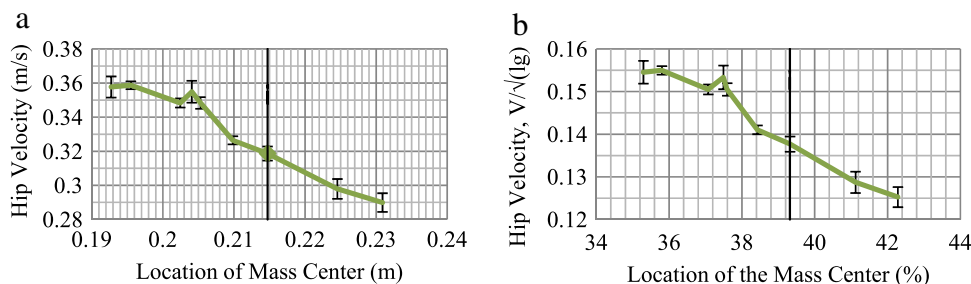 a
Hip Velocity (m/s)
0.38
0.36
0.34
0.32
0.3
0.28
0.19 0.2 0.21 0.22 0.23 0.24
Location of Mass Center (m)
b
Hip Velocity, V/√(lg)
0.16
0.15
0.14
0.13
0.12
34 36 38 40 42 44
Location of the Mass Center (%)